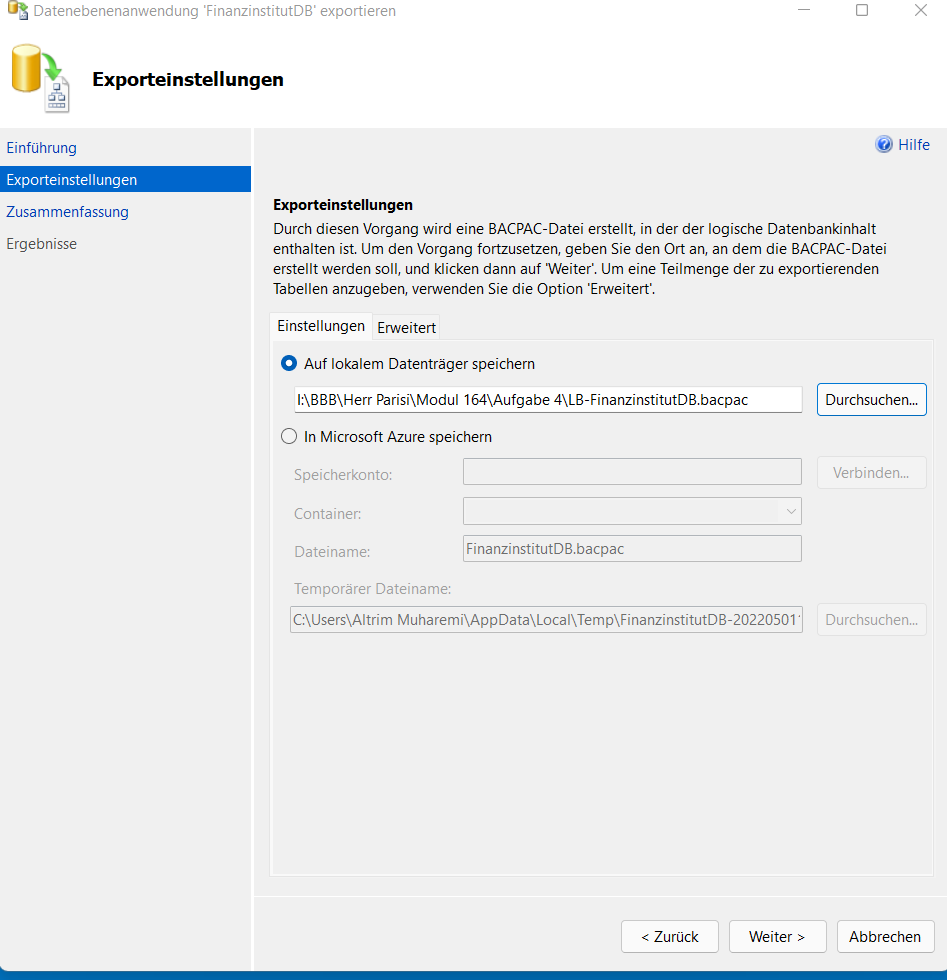 Datenebenenanwendung 'FinanzinstitutDB' exportieren
Exporteinstellungen
Einführung
Exporteinstellungen
Zusammenfassung
Ergebnisse
Hilfe
Exporteinstellungen
Durch diesen Vorgang wird eine BACPAC-Datei erstellt, in der der logische Datenbankinhalt
enthalten ist. Um den Vorgang fortzusetzen, geben Sie den Ort an, an dem die BACPAC-Datei
erstellt werden soll, und klicken dann auf 'Weiter'. Um eine Teilmenge der zu exportierenden
Tabellen anzugeben, verwenden Sie die Option 'Erweitert'.
Einstellungen Erweitert
Auf lokalem Datenträger speichern
I:\BBB\Herr Parisi\Modul 164\Aufgabe 4\LB-FinanzinstitutDB.bacpac Durchsuchen...
In Microsoft Azure speichern
Speicherkonto: Verbinden...
Container:
Dateiname: FinanzinstitutDB.bacpac
Temporärer Dateiname:
C:\Users\Altrim Muharemi\AppData\Local\Temp\FinanzinstitutDB-20220501 Durchsuchen...
< Zurück Weiter > Abbrechen